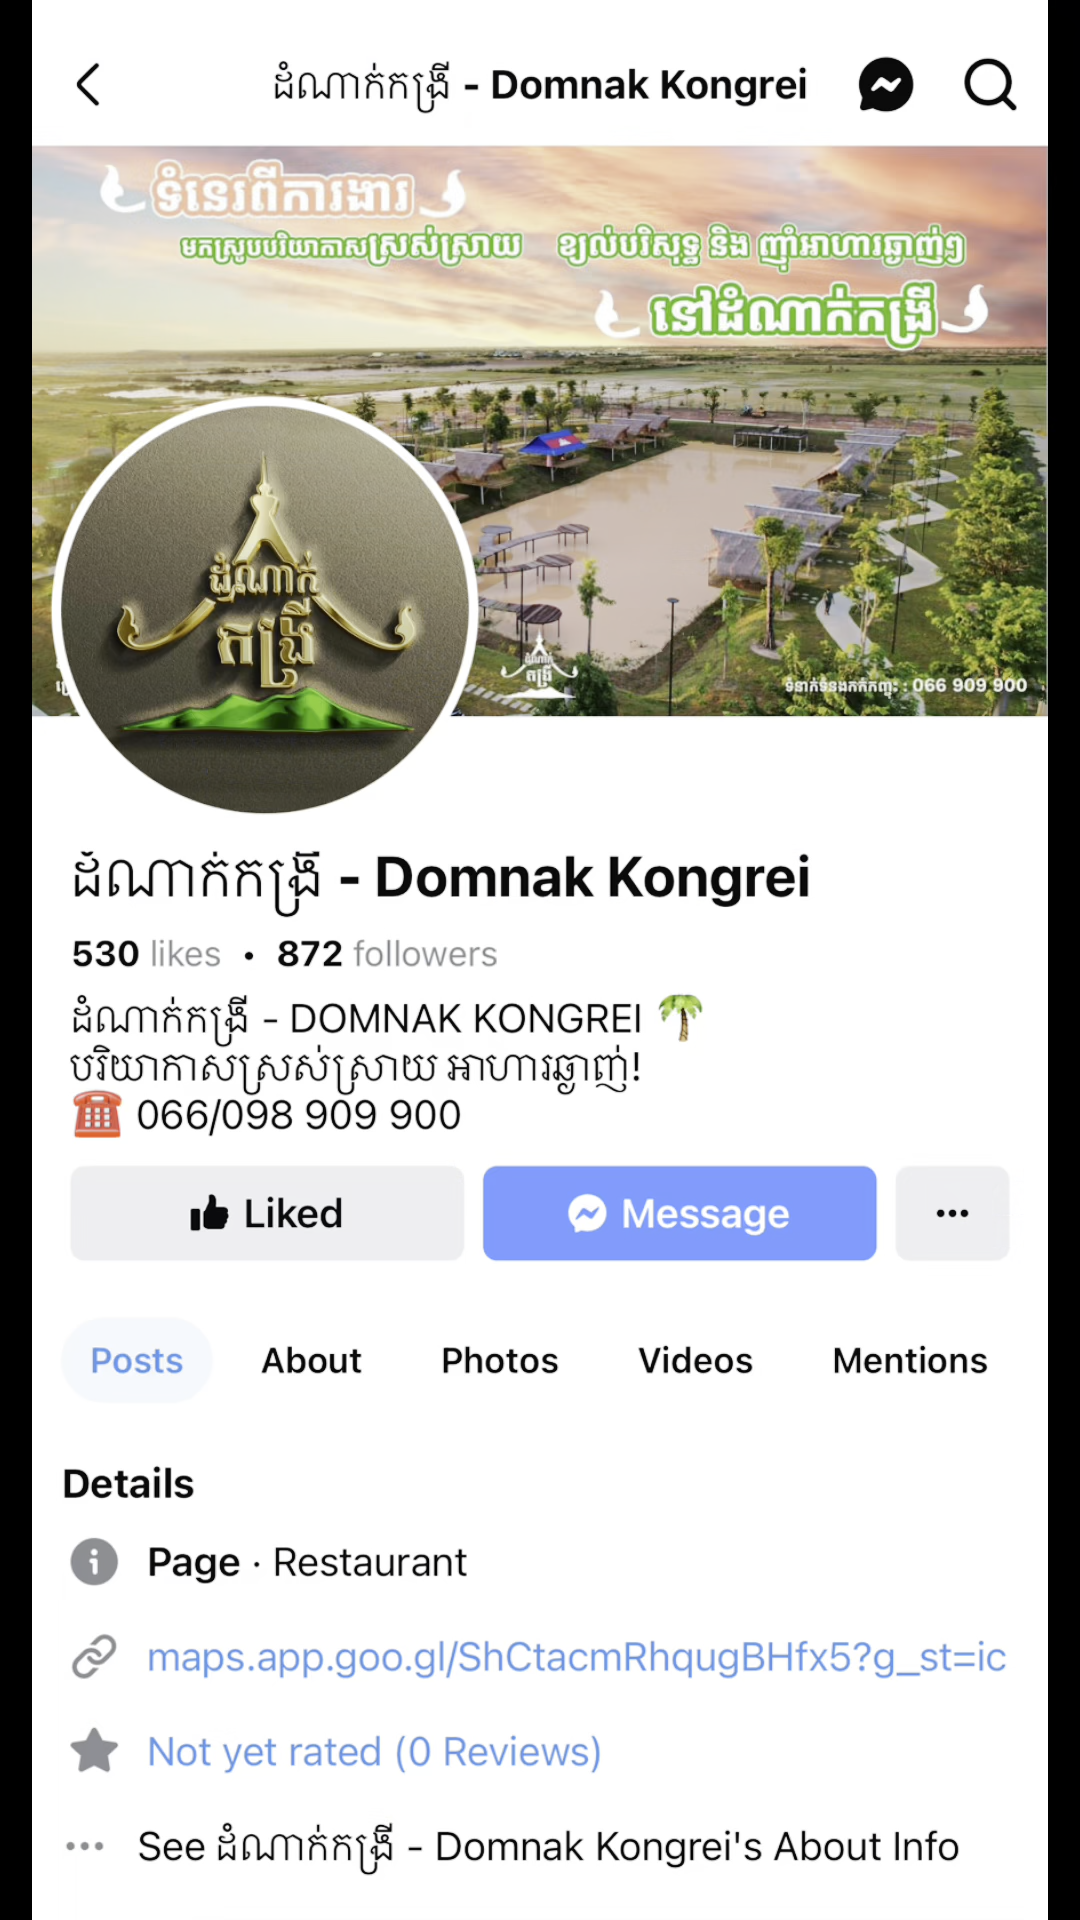 ដំណាក់កង្រី - Domnak Kongrei
ទំនេរពីការងារ
មកស្រូបបរិយាកាសស្រស់ស្រាយ ខ្យល់បរិសុទ្ធ និង ញ៉ាំអាហារឆ្ងាញ់ៗ
នៅដំណាក់កង្រី
ដំណាក់
កង្រី
ដំណាក់
កង្រី
: 066 909 900
ដំណាក់កង្រី - Domnak Kongrei
530 likes • 872 followers
ដំណាក់កង្រី - DOMNAK KONGREI 🌴
បរិយាកាសស្រស់ស្រាយ អាហារឆ្ងាញ់!
☎️ 066/098 909 900
Liked
Message
Posts
About
Photos
Videos
Mentions
Details
Page · Restaurant
maps.app.goo.gl/ShCtacmRhqugBHfx5?g_st=ic
Not yet rated (0 Reviews)
See ដំណាក់កង្រី - Domnak Kongrei's About Info